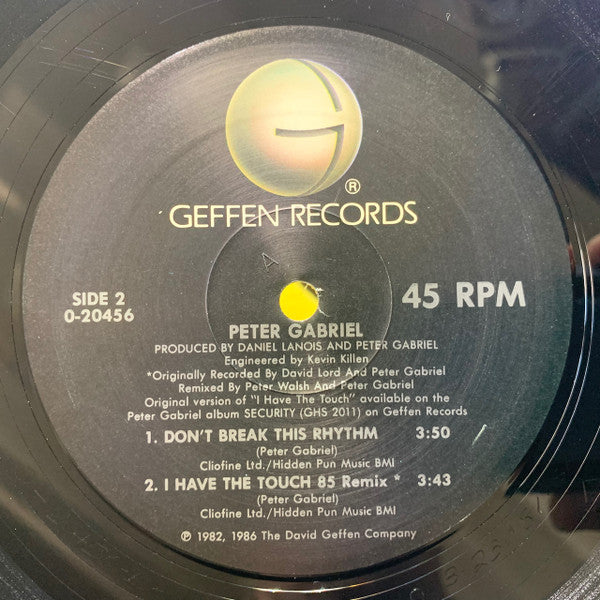 G
®
GEFFEN RECORDS
A
SIDE 2
0-20456
45 RPM
PETER GABRIEL
PRODUCED BY DANIEL LANOIS AND PETER GABRIEL
Engineered by Kevin Killen
*Originally Recorded By David Lord And Peter Gabriel
Remixed By Peter Walsh And Peter Gabriel
Original version of "I Have The Touch" available on the
Peter Gabriel album SECURITY (GHS 2011) on Geffen Records
1. DON'T BREAK THIS RHYTHM 3:50
(Peter Gabriel)
Cliofine Ltd./Hidden Pun Music BMI
2. I HAVE THE TOUCH 85 Remix * 3:43
(Peter Gabriel)
Cliofine Ltd./Hidden Pun Music BMI
℗ 1982, 1986 The David Geffen Company